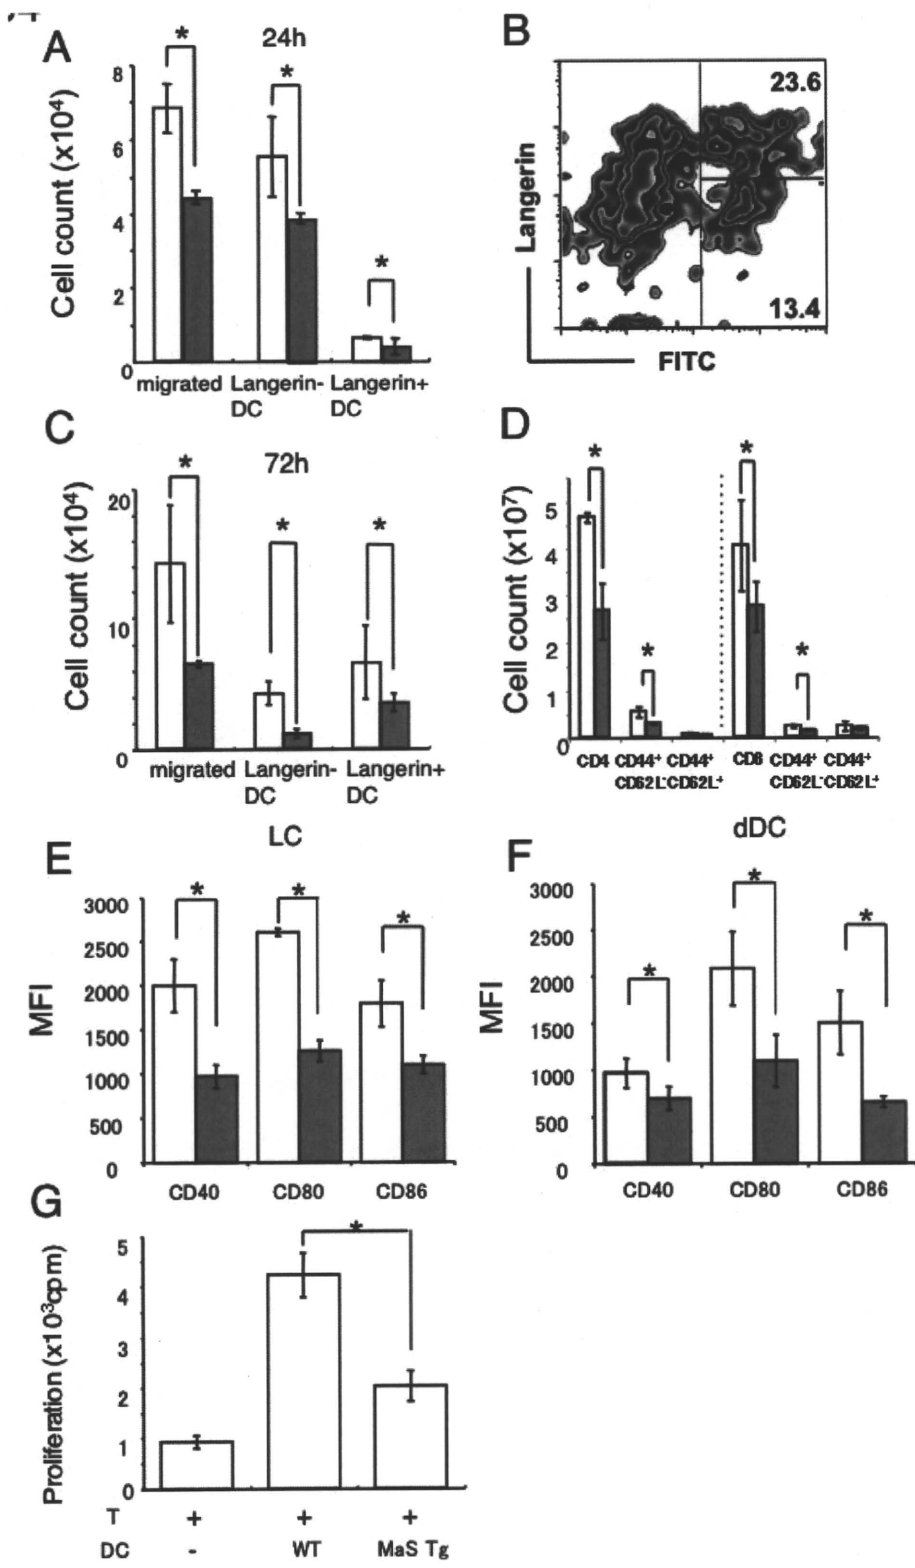 A
24h
*
*
*
Cell count (x10⁴)
8
6
4
2
0
migrated Langerin- Langerin+
DC DC
B
23.6
13.4
Langerin
FITC
C
72h
*
*
*
Cell count (x10⁴)
20
10
0
migrated Langerin- Langerin+
DC DC
D
*
*
*
*
Cell count (x10⁷)
5
4
3
2
1
0
CD4 CD44⁺ CD44⁺ CD8 CD44⁺ CD44⁺
CD62L⁻ CD62L⁺ CD62L⁻ CD62L⁺
E
LC
*
*
*
MFI
3000
2500
2000
1500
1000
500
0
CD40 CD80 CD86
F
dDC
*
*
*
MFI
3000
2500
2000
1500
1000
500
0
CD40 CD80 CD86
G
*
Proliferation (x10³cpm)
5
4
3
2
1
0
T + + +
DC - WT MaS Tg